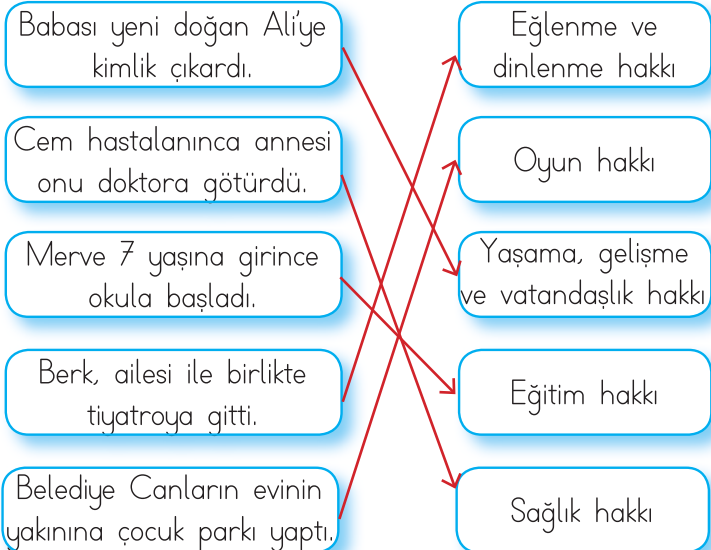 Babası yeni doğan Ali'ye
kimlik çıkardı.
Cem hastalanınca annesi
onu doktora götürdü.
Merve 7 yaşına girince
okula başladı.
Berk, ailesi ile birlikte
tiyatroya gitti.
Belediye Canların evinin
yakınına çocuk parkı yaptı.
Eğlenme ve
dinlenme hakkı
Oyun hakkı
Yaşama, gelişme
ve vatandaşlık hakkı
Eğitim hakkı
Sağlık hakkı